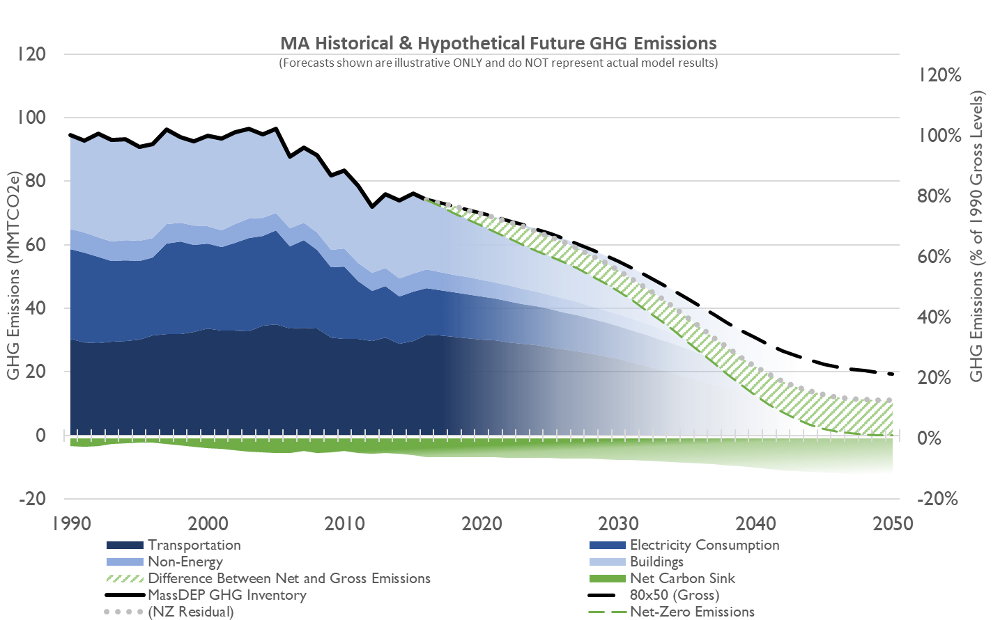 MA Historical & Hypothetical Future GHG Emissions
(Forecasts shown are illustrative ONLY and do NOT represent actual model results)
GHG Emissions (MMTCO2e)
120
100
80
60
40
20
0
-20
120%
100%
80%
60%
40%
20%
0%
-20%
GHG Emissions (% of 1990 Gross Levels)
1990 2000 2010 2020 2030 2040 2050
Transportation
Electricity Consumption
Non-Energy
Buildings
Difference Between Net and Gross Emissions
Net Carbon Sink
MassDEP GHG Inventory
80x50 (Gross)
(NZ Residual)
Net-Zero Emissions